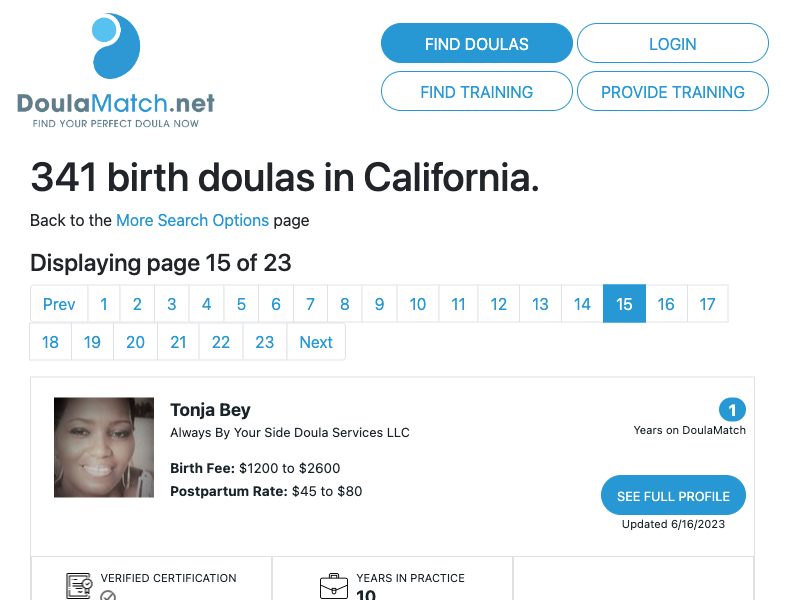 DoulaMatch.net
FIND YOUR PERFECT DOULA NOW
FIND DOULAS
LOGIN
FIND TRAINING
PROVIDE TRAINING
341 birth doulas in California.
Back to the More Search Options page
Displaying page 15 of 23
Prev 1 2 3 4 5 6 7 8 9 10 11 12 13 14 15 16 17
18 19 20 21 22 23 Next
Tonja Bey
Always By Your Side Doula Services LLC
Birth Fee: $1200 to $2600
Postpartum Rate: $45 to $80
1
Years on DoulaMatch
SEE FULL PROFILE
Updated 6/16/2023
VERIFIED CERTIFICATION
YEARS IN PRACTICE
10